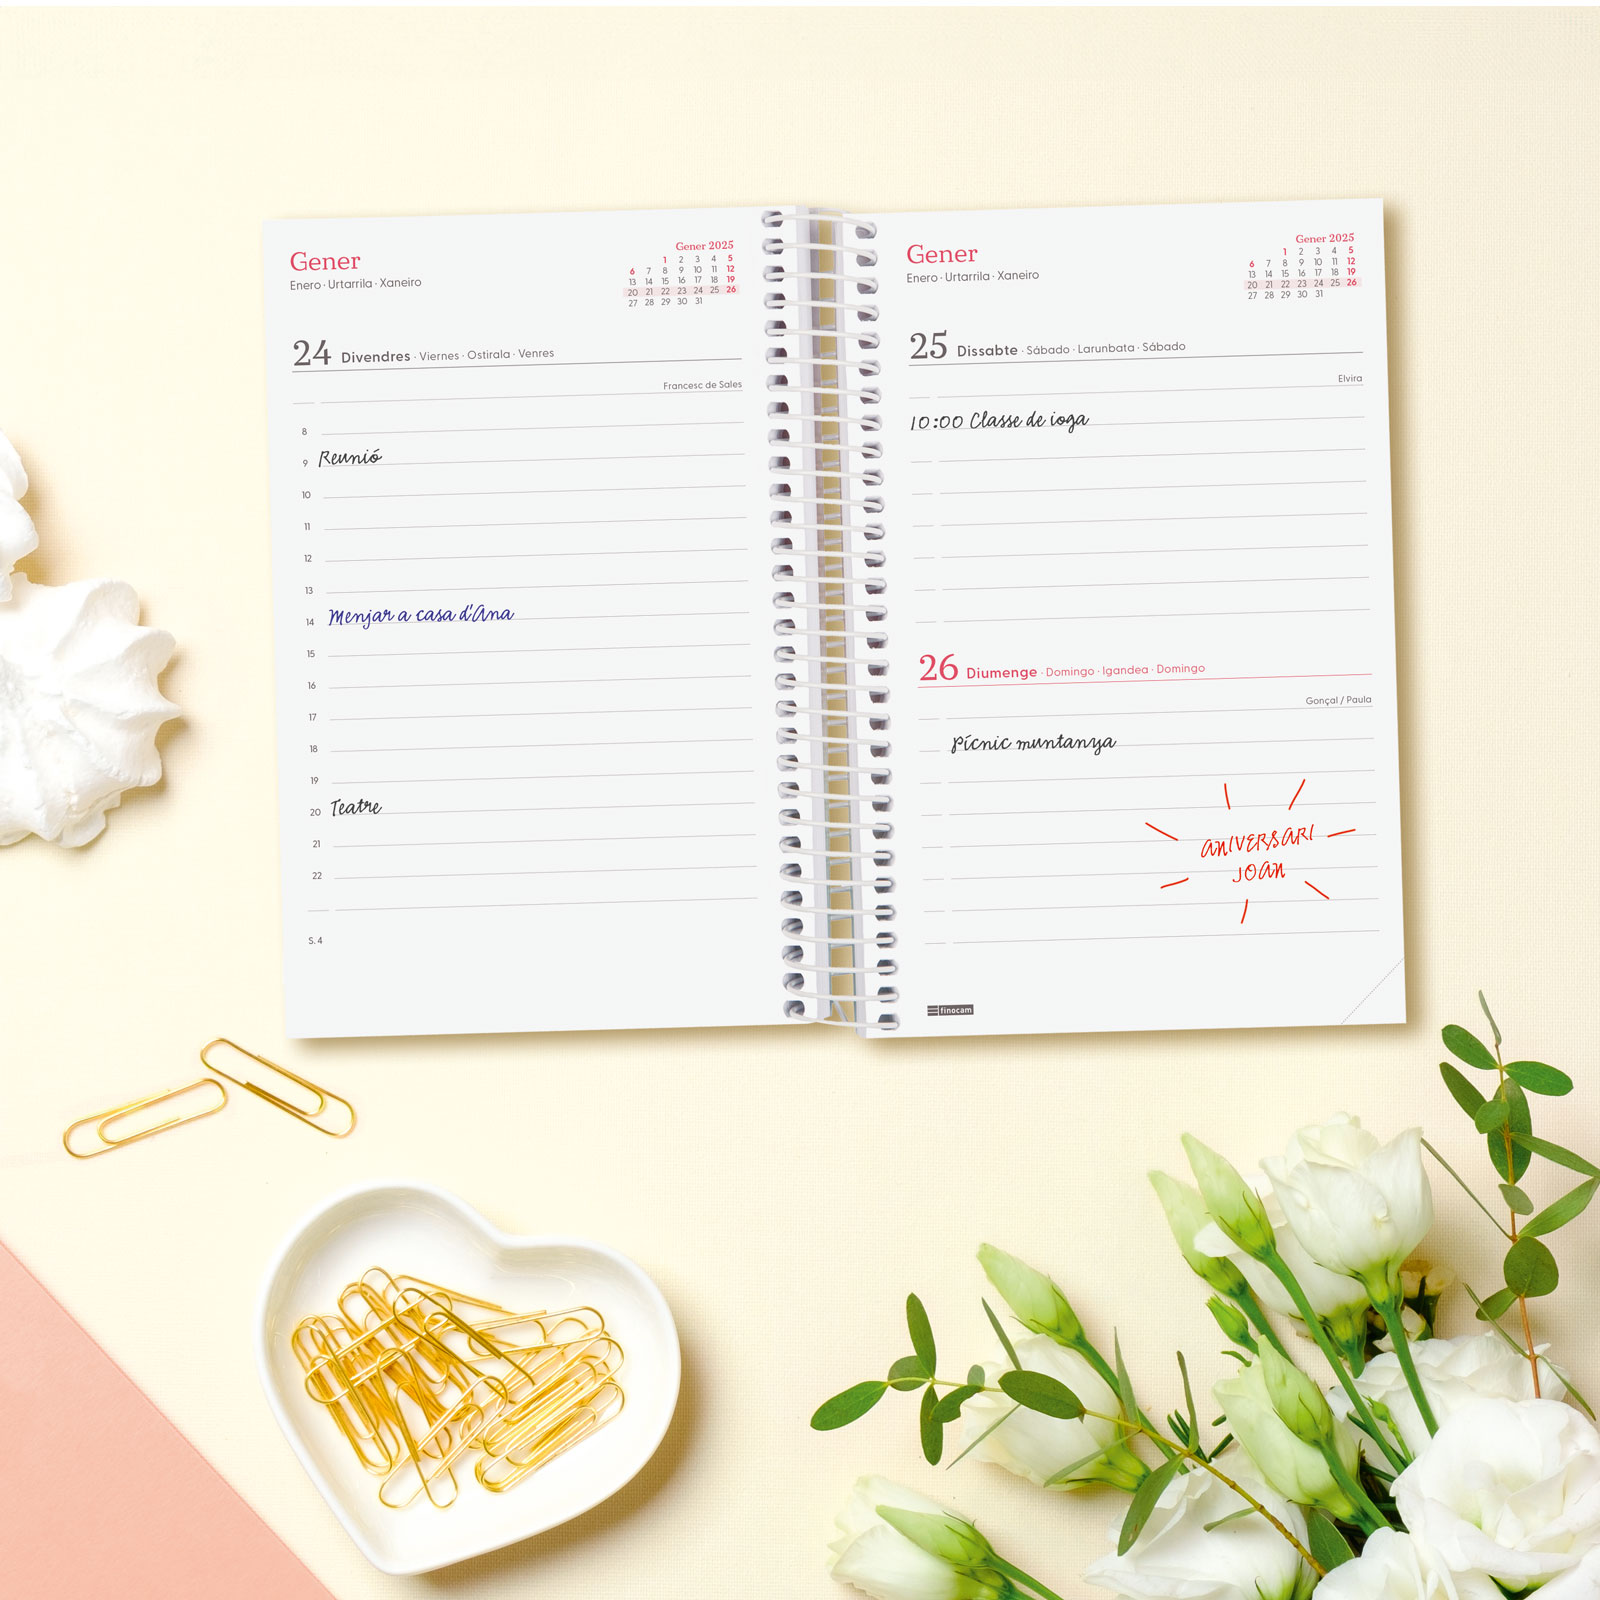 Gener
Enero · Urtarrila · Xaneiro
Gener 2025
1 2 3 4 5
6 7 8 9 10 11 12
13 14 15 16 17 18 19
20 21 22 23 24 25 26
27 28 29 30 31
24 Divendres · Viernes · Ostirala · Venres
Francesc de Sales
8
9 Reunió
10
11
12
13
14 Menjar a casa d'Ana
15
16
17
18
19
20 Teatre
21
22
S. 4
Gener
Enero · Urtarrila · Xaneiro
Gener 2025
1 2 3 4 5
6 7 8 9 10 11 12
13 14 15 16 17 18 19
20 21 22 23 24 25 26
27 28 29 30 31
25 Dissabte · Sábado · Larunbata · Sábado
Elvira
10:00 Classe de ioga
26 Diumenge · Domingo · Igandea · Domingo
Gonçal / Paula
Pícnic muntanya
ANIVERSARI
JOAN
finocam